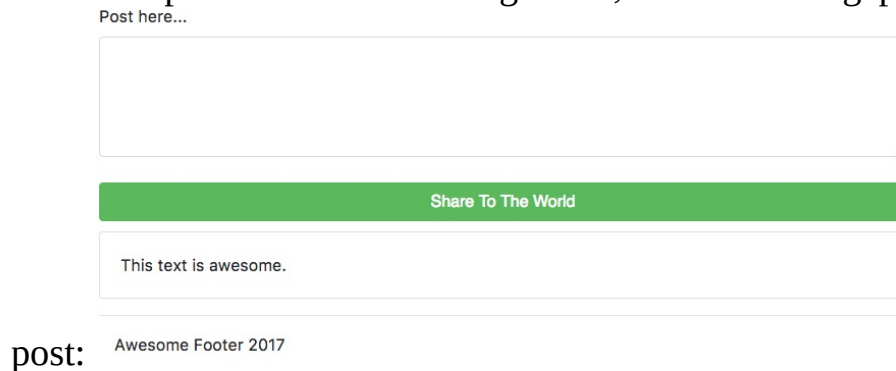 Post here...
Share To The World
This text is awesome.
Awesome Footer 2017
post: